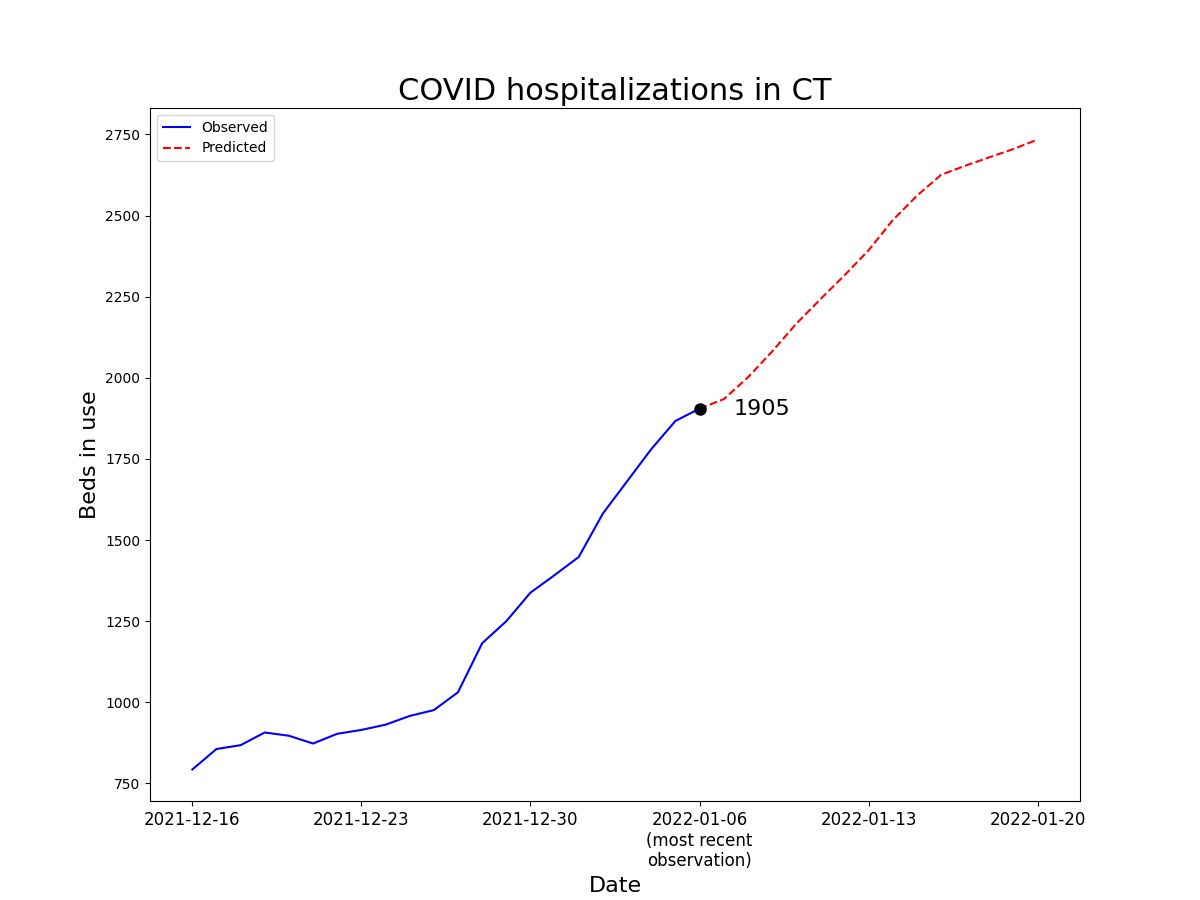 COVID hospitalizations in CT
Observed
Predicted
2750
2500
2250
2000
1750
1500
1250
1000
750
Beds in use
1905
2021-12-16
2021-12-23
2021-12-30
2022-01-06
(most recent
observation)
2022-01-13
2022-01-20
Date